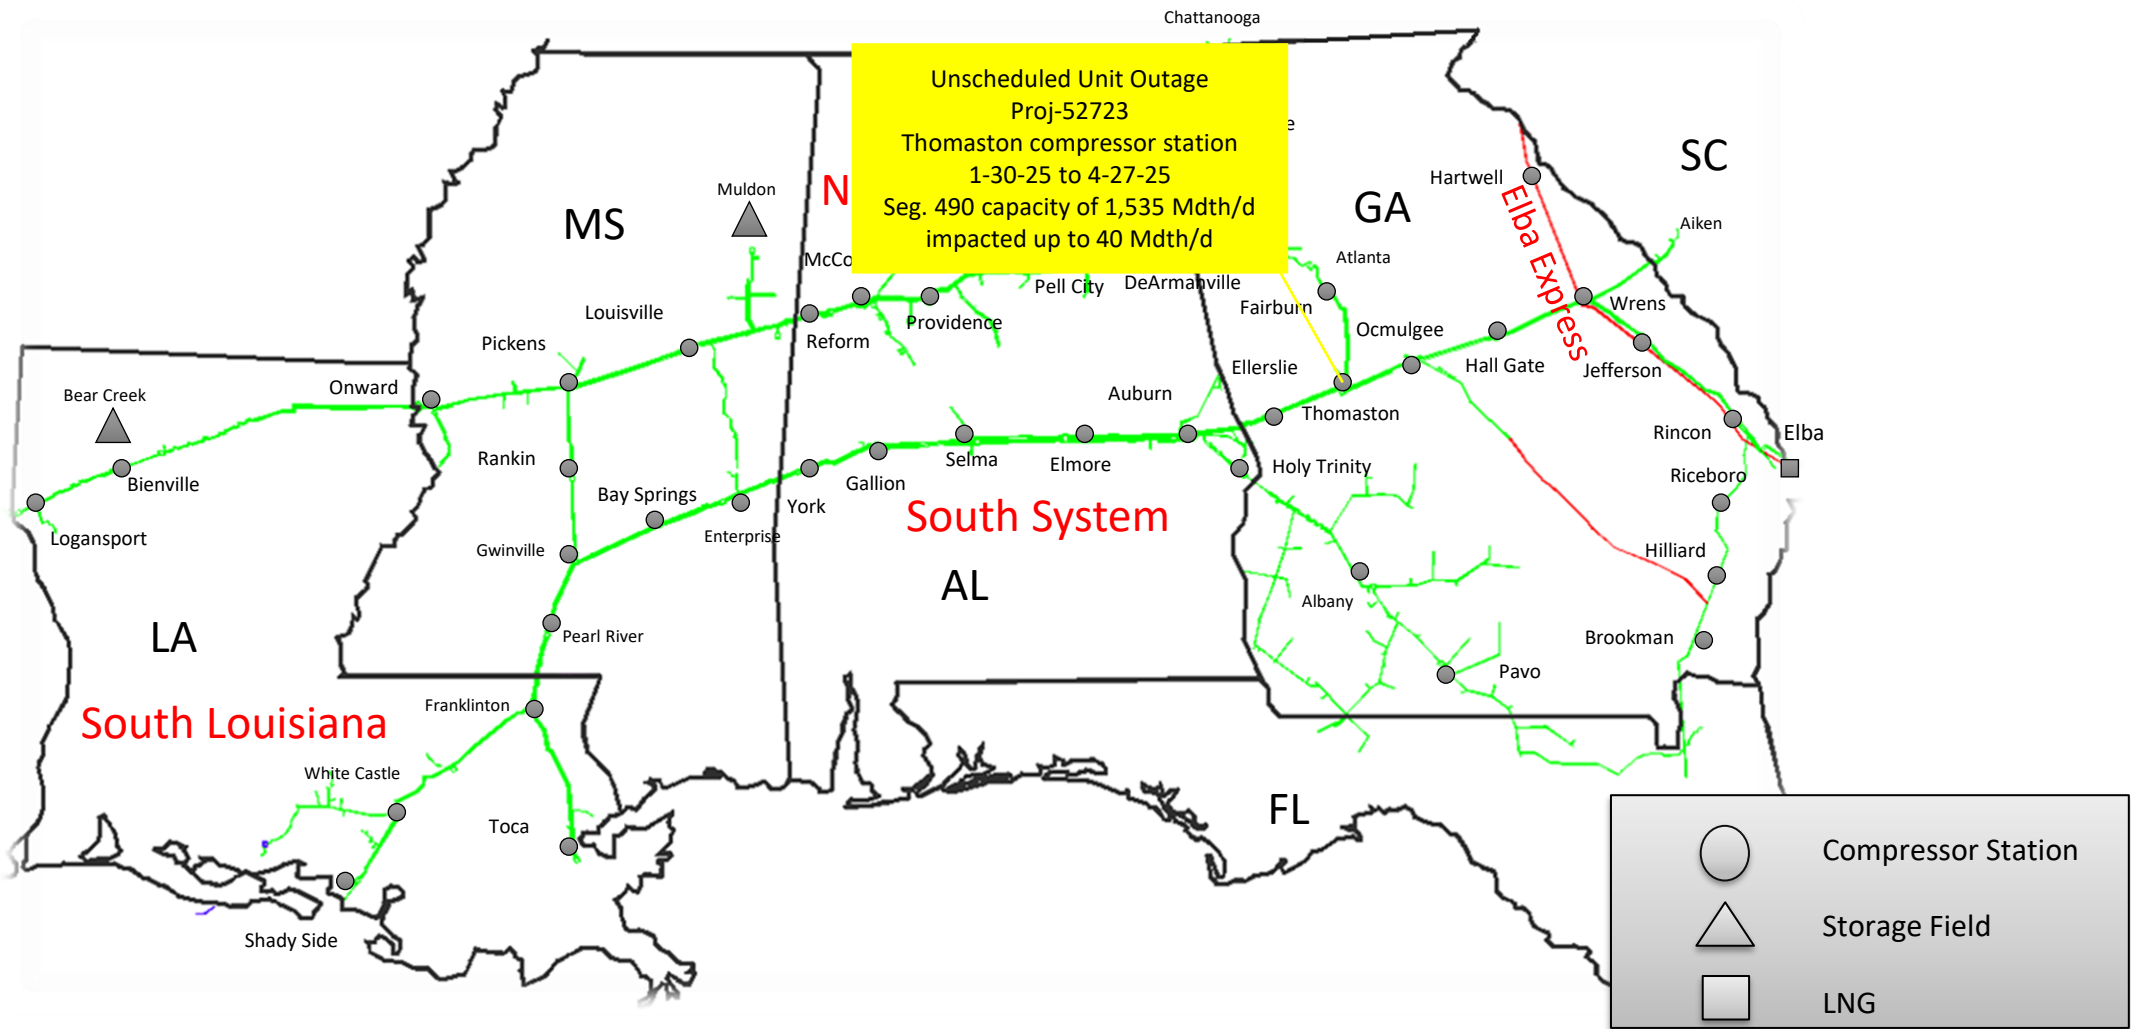 Chattanooga
Unscheduled Unit Outage
Proj-52723
Thomaston compressor station
1-30-25 to 4-27-25
Seg. 490 capacity of 1,535 Mdth/d
impacted up to 40 Mdth/d
e
SC
Hartwell
Muldon
N
MS
GA
Elba Express
Aiken
McCo
Atlanta
Pell City
DeArmanville
Fairburn
Wrens
Louisville
Providence
Ocmulgee
Reform
Pickens
Hall Gate
Jefferson
Ellerslie
Onward
Bear Creek
Auburn
Thomaston
Rincon
Elba
Rankin
Selma
Elmore
Holy Trinity
Bienville
Gallion
Riceboro
Bay Springs
York
South System
Logansport
Gwinville
Enterprise
Hilliard
AL
Albany
LA
Pearl River
Brookman
Pavo
Franklinton
South Louisiana
White Castle
FL
Toca
Shady Side
Compressor Station
Storage Field
LNG